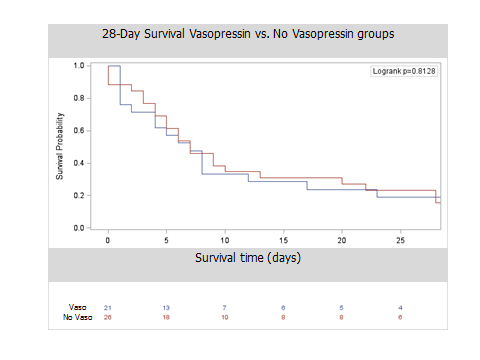 28-Day Survival Vasopressin vs. No Vasopressin groups
Logrank p=0.8128
Survival Probability
1.0
0.8
0.6
0.4
0.2
0.0
0 5 10 15 20 25
Survival time (days)
Vaso 21 13 7 6 5 4
No Vaso 26 18 10 8 8 6